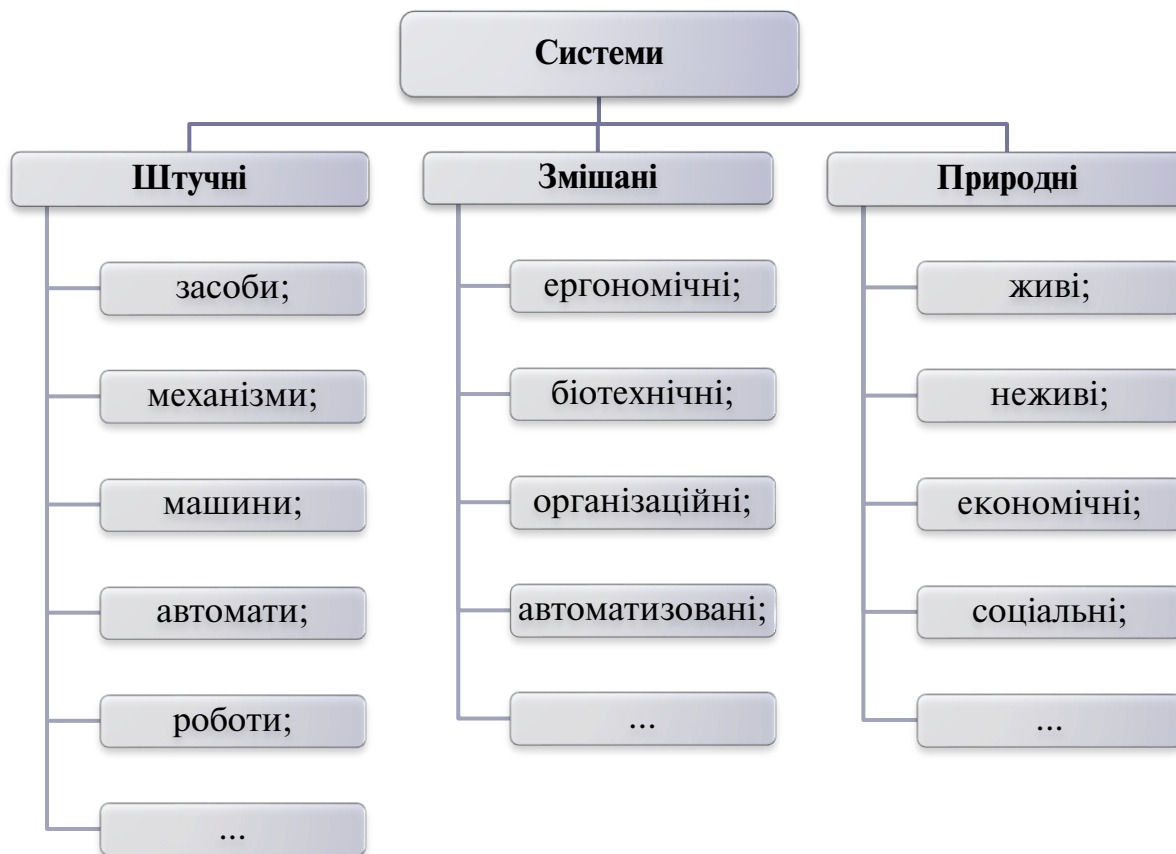 Системи
Штучні
засоби;
механізми;
машини;
автомати;
роботи;
...
Змішані
ергономічні;
біотехнічні;
організаційні;
автоматизовані;
...
Природні
живі;
неживі;
економічні;
соціальні;
...